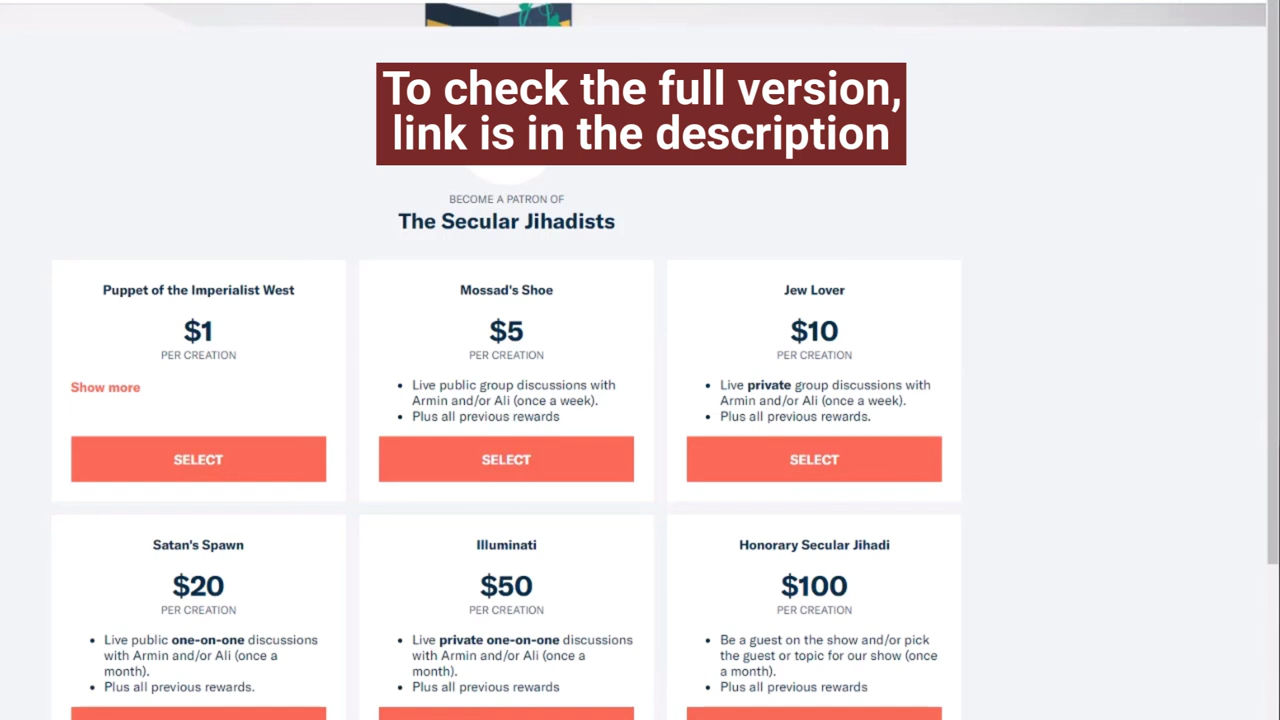 To check the full version,
link is in the description
BECOME A PATRON OF
The Secular Jihadists
Puppet of the Imperialist West
$1
PER CREATION
Show more
SELECT
Mossad's Shoe
$5
PER CREATION
• Live public group discussions with
Armin and/or Ali (once a week).
• Plus all previous rewards
SELECT
Jew Lover
$10
PER CREATION
• Live private group discussions with
Armin and/or Ali (once a week).
• Plus all previous rewards.
SELECT
Satan's Spawn
$20
PER CREATION
• Live public one-on-one discussions
with Armin and/or Ali (once a
month).
• Plus all previous rewards.
Illuminati
$50
PER CREATION
• Live private one-on-one discussions
with Armin and/or Ali (once a
month).
• Plus all previous rewards
Honorary Secular Jihadi
$100
PER CREATION
• Be a guest on the show and/or pick
the guest or topic for our show (once
a month).
• Plus all previous rewards